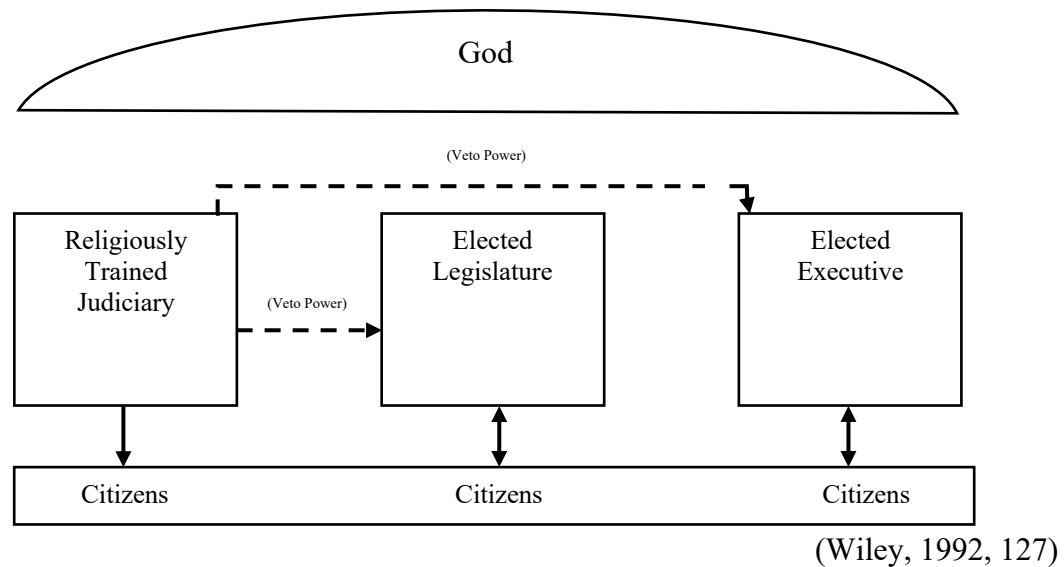 God
(Veto Power)
Religiously
Trained
Judiciary
(Veto Power)
Elected
Legislature
Elected
Executive
Citizens
Citizens
Citizens
(Wiley, 1992, 127)